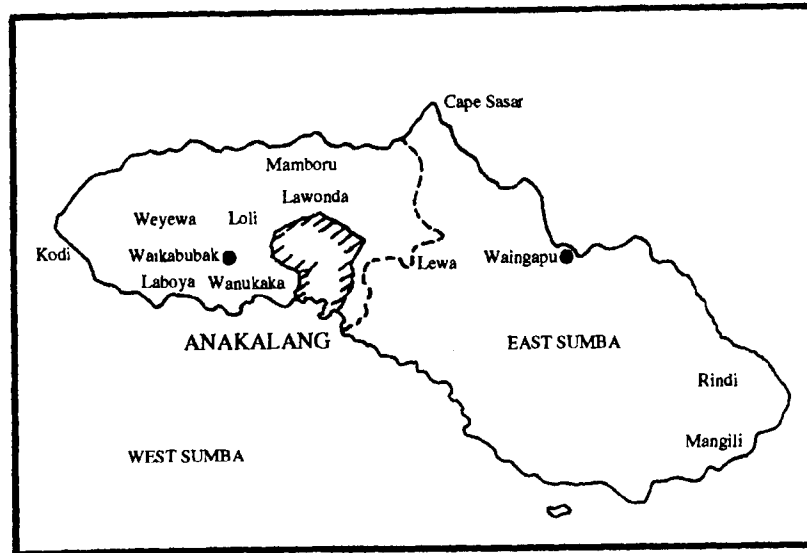 Cape Sasar
Mamboru
Lawonda
Weyewa
Loli
Kodi
Waikabubak
Lewa
Waingapu
Laboya
Wanukaka
ANAKALANG
EAST SUMBA
Rindi
Mangili
WEST SUMBA